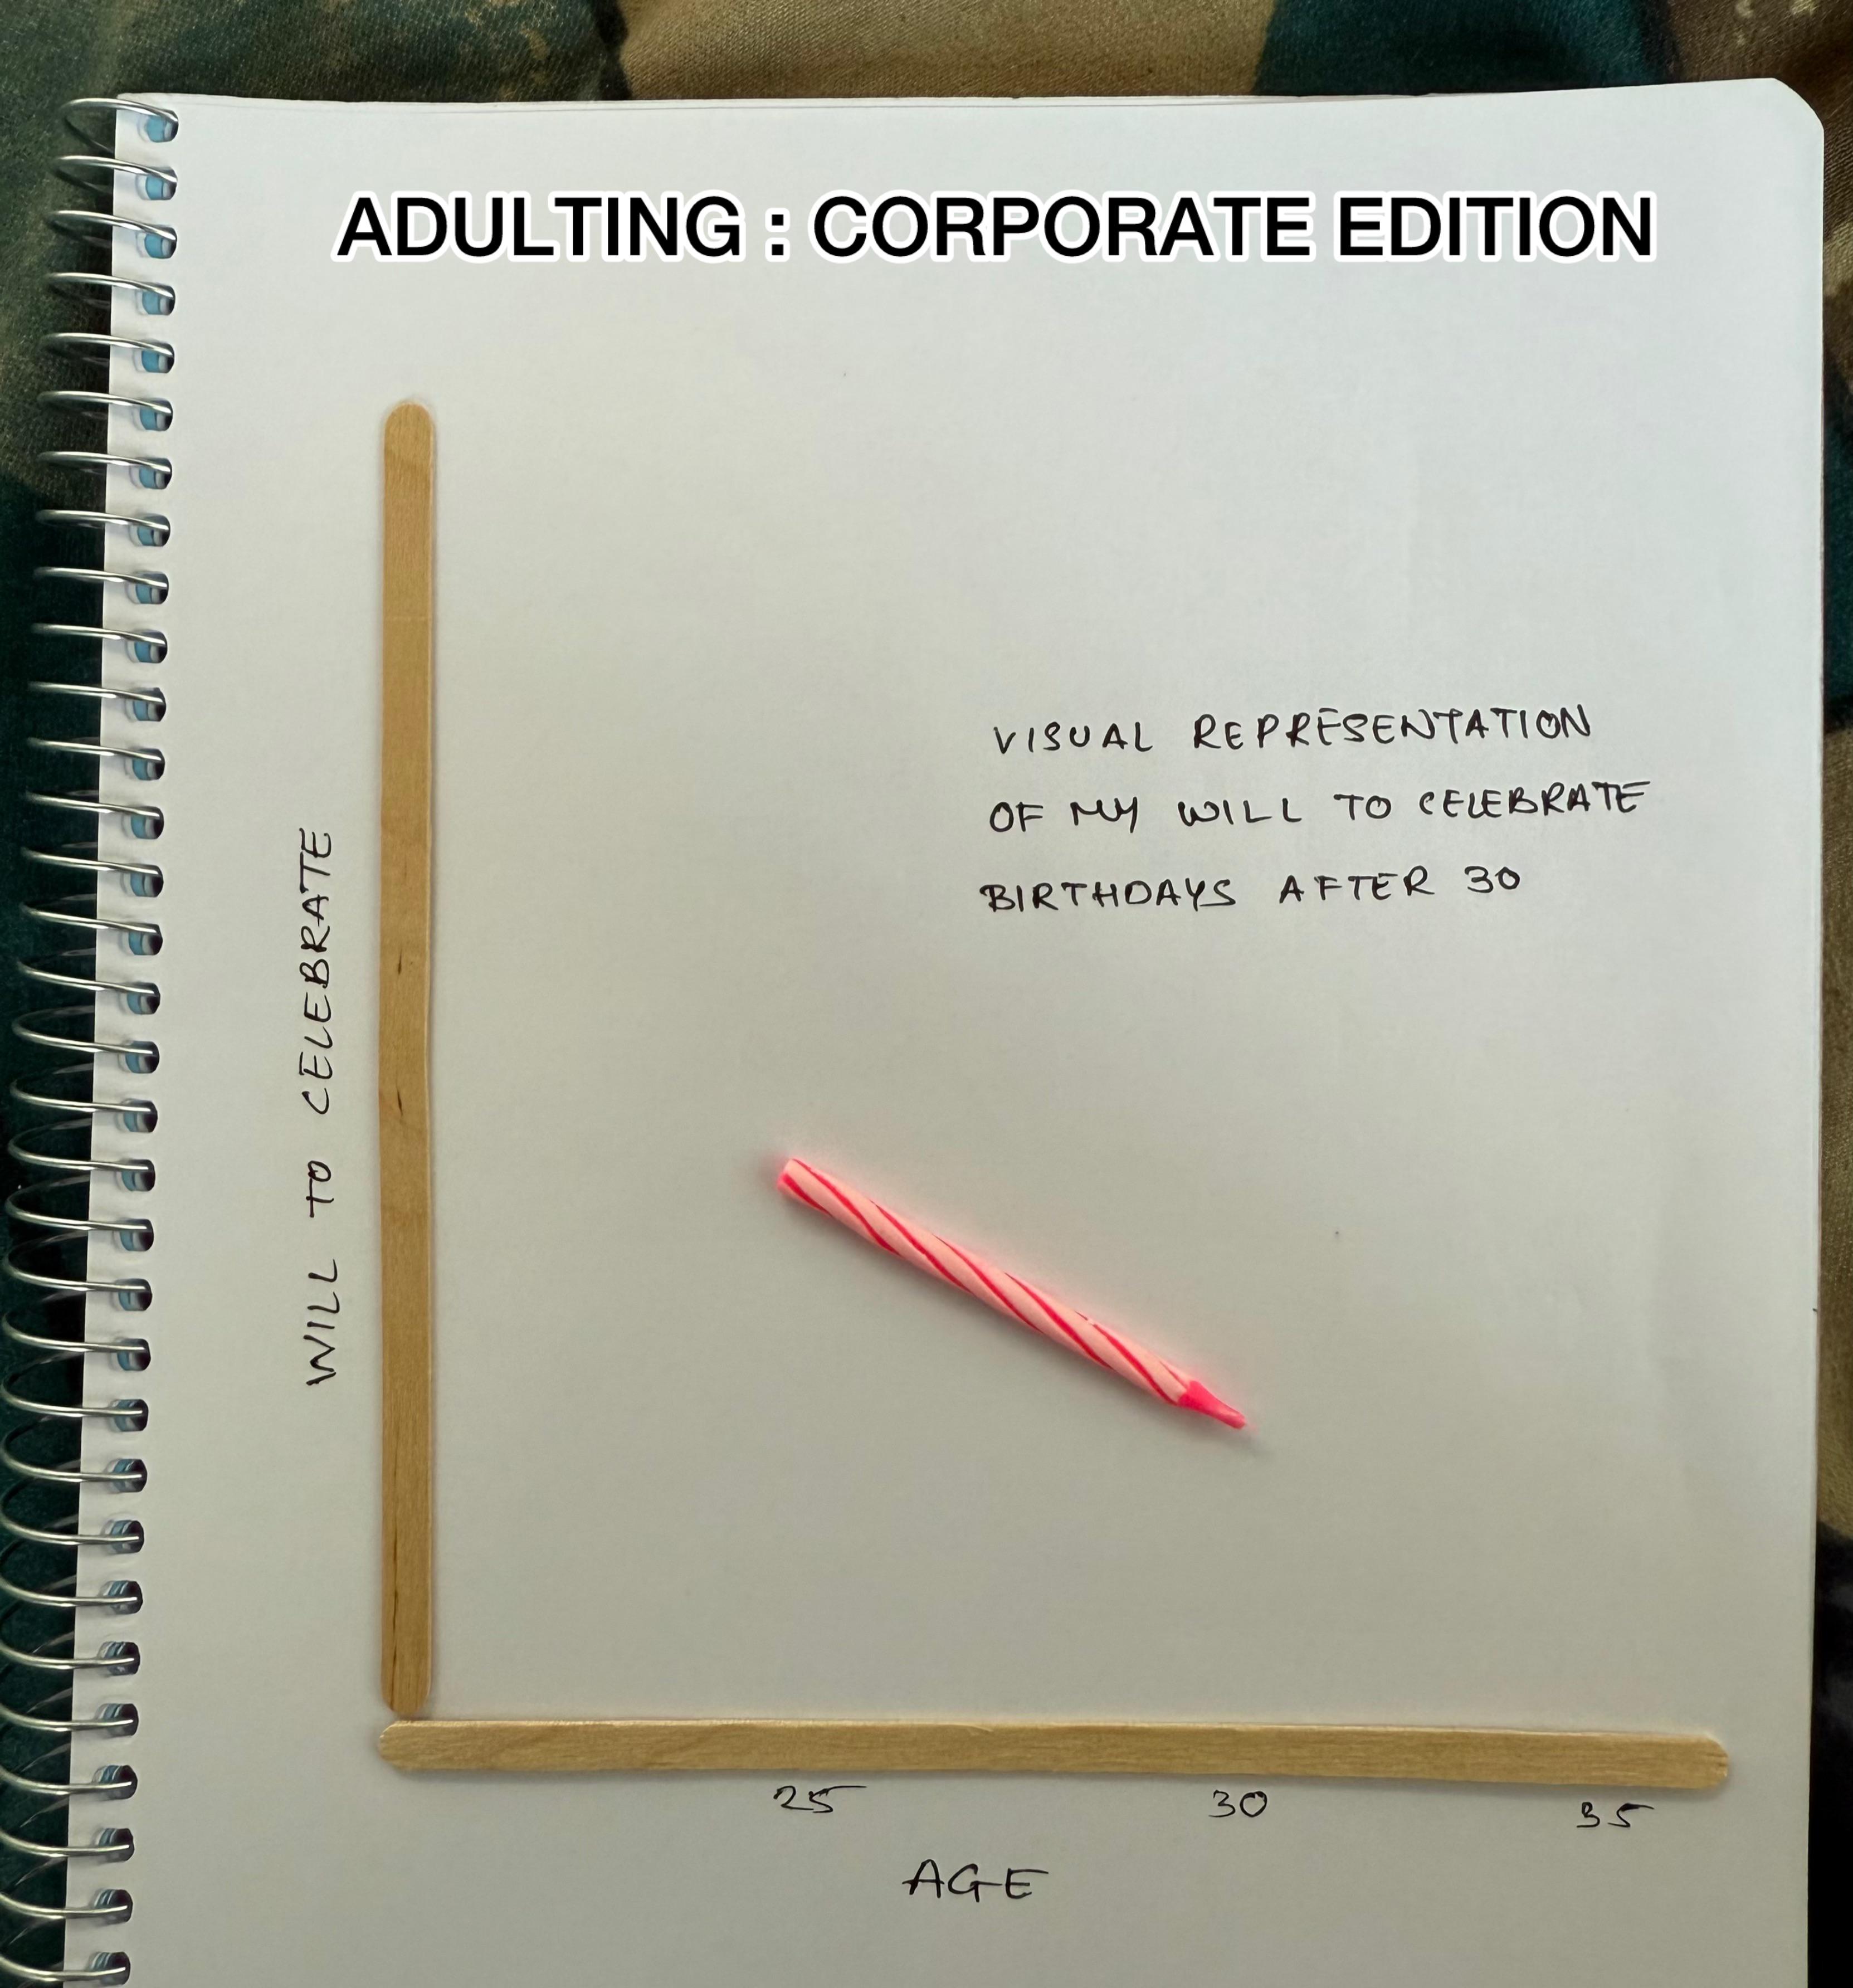 ADULTING : CORPORATE EDITION
VISUAL REPRESENTATION
OF MY WILL TO CELEBRATE
BIRTHDAYS AFTER 30
WILL TO CELEBRATE
25 30 35
AGE